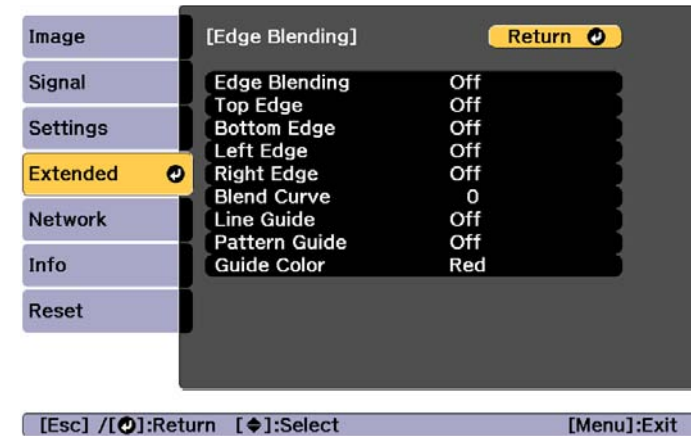 Image
Signal
Settings
Extended
Network
Info
Reset
[Edge Blending] Return
Edge Blending Off
Top Edge Off
Bottom Edge Off
Left Edge Off
Right Edge Off
Blend Curve 0
Line Guide Off
Pattern Guide Off
Guide Color Red
[Esc] /[ ]:Return [ ]:Select [Menu]:Exit